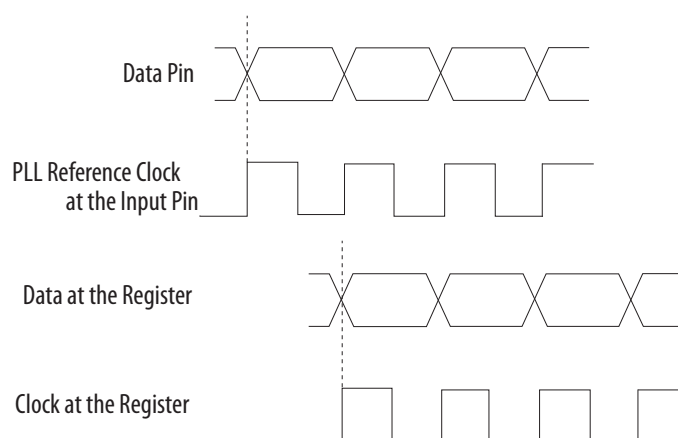 Data Pin
PLL Reference Clock
at the Input Pin
Data at the Register
Clock at the Register